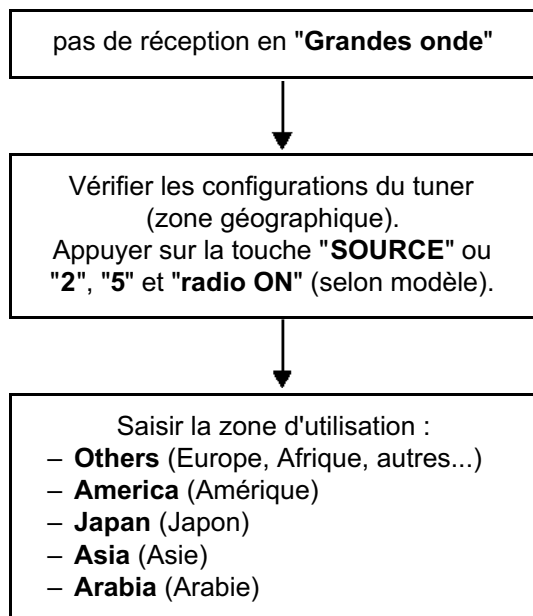 pas de réception en "Grandes onde"
Vérifier les configurations du tuner
(zone géographique).
Appuyer sur la touche "SOURCE" ou
"2", "5" et "radio ON" (selon modèle).
Saisir la zone d'utilisation :
– Others (Europe, Afrique, autres...)
– America (Amérique)
– Japan (Japon)
– Asia (Asie)
– Arabia (Arabie)